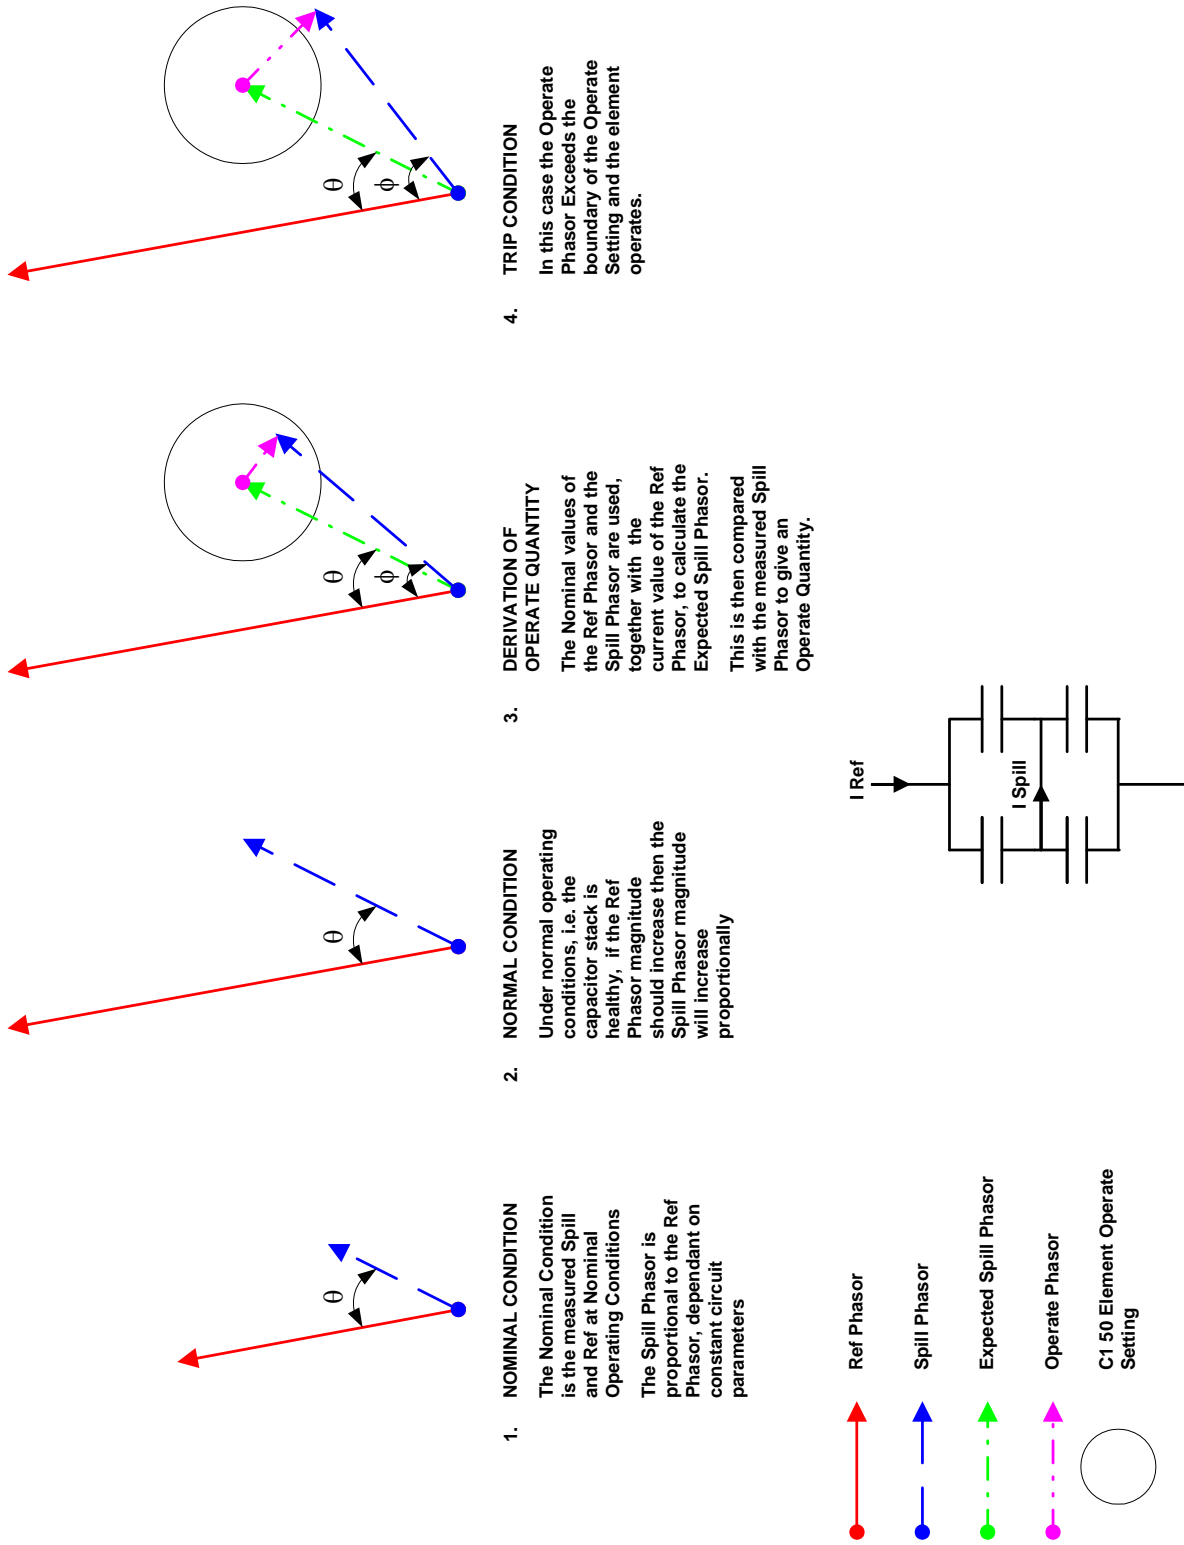 θ
1. NOMINAL CONDITION
The Nominal Condition
is the measured Spill
and Ref at Nominal
Operating Conditions
The Spill Phasor is
proportional to the Ref
Phasor, dependant on
constant circuit
parameters
θ
2. NORMAL CONDITION
Under normal operating
conditions, i.e. the
capacitor stack is
healthy, if the Ref
Phasor magnitude
should increase then the
Spill Phasor magnitude
will increase
proportionally
θ
ϕ
3. DERIVATION OF
OPERATE QUANTITY
The Nominal values of
the Ref Phasor and the
Spill Phasor are used,
together with the
current value of the Ref
Phasor, to calculate the
Expected Spill Phasor.
This is then compared
with the measured Spill
Phasor to give an
Operate Quantity.
θ
ϕ
4. TRIP CONDITION
In this case the Operate
Phasor Exceeds the
boundary of the Operate
Setting and the element
operates.
Ref Phasor
Spill Phasor
Expected Spill Phasor
Operate Phasor
C1 50 Element Operate
Setting
I Ref
I Spill